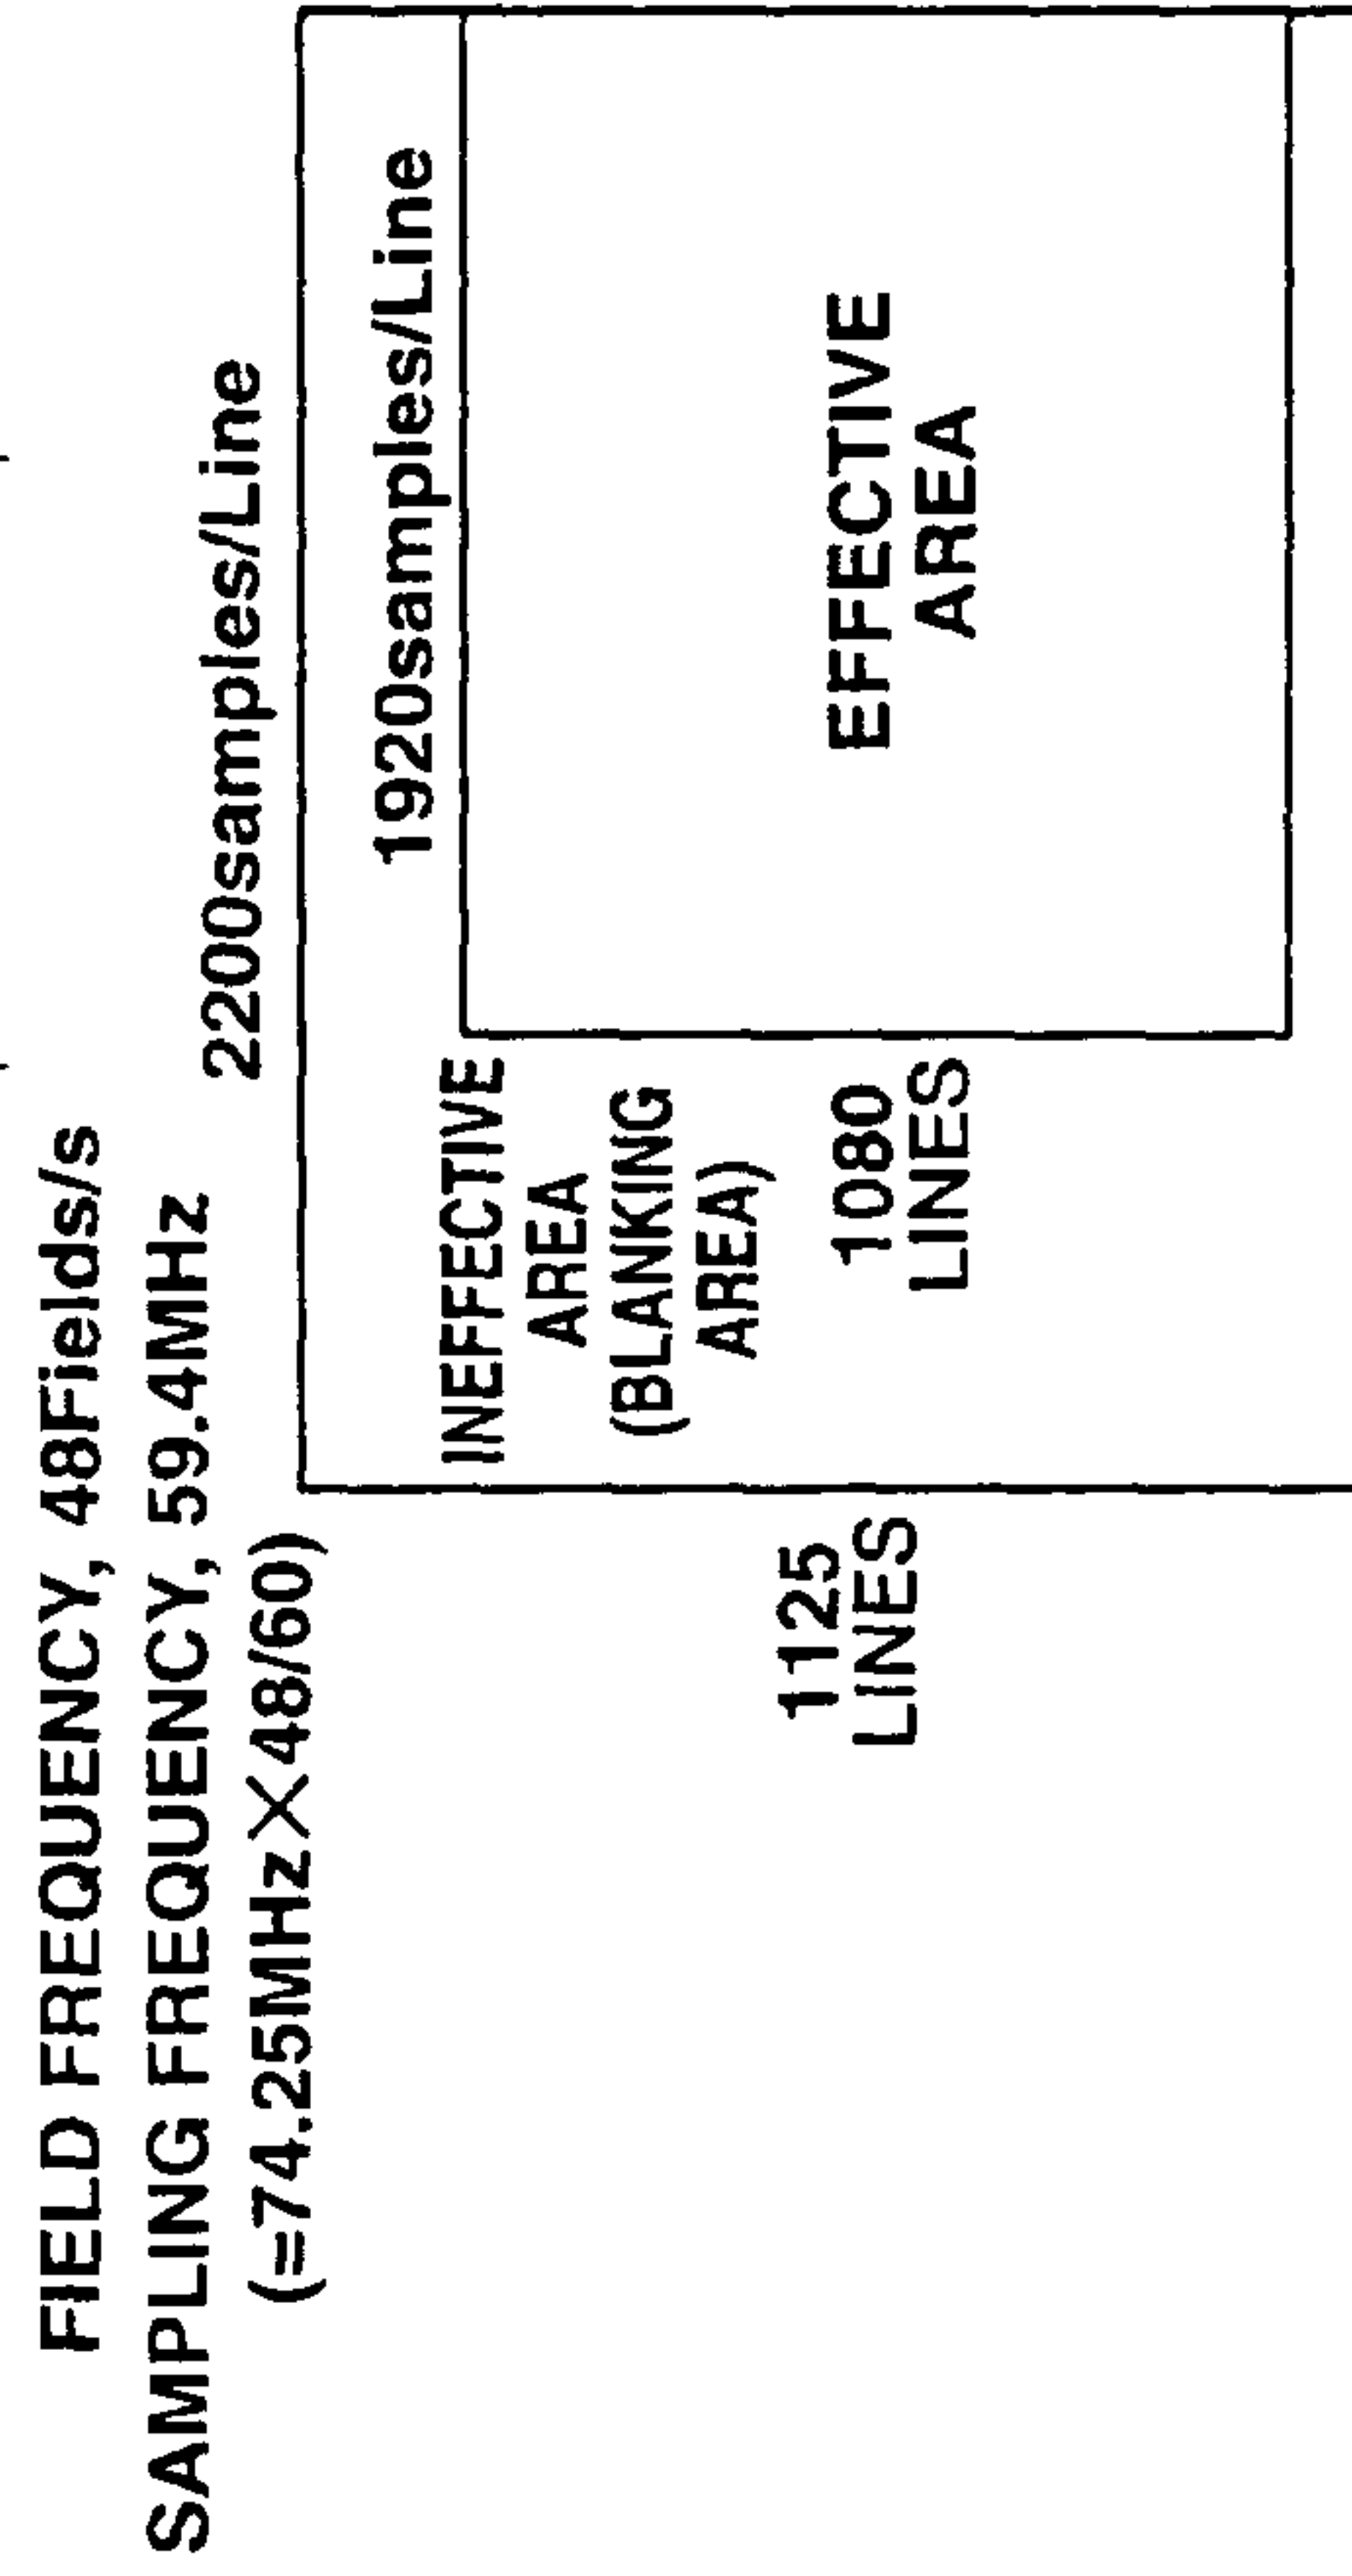 FIELD FREQUENCY, 48Fields/s
SAMPLING FREQUENCY, 59.4MHz
(=74.25MHz×48/60)
2200samples/Line
1920samples/Line
INEFFECTIVE
AREA
(BLANKING
AREA)
1080
LINES
1125
LINES
EFFECTIVE
AREA